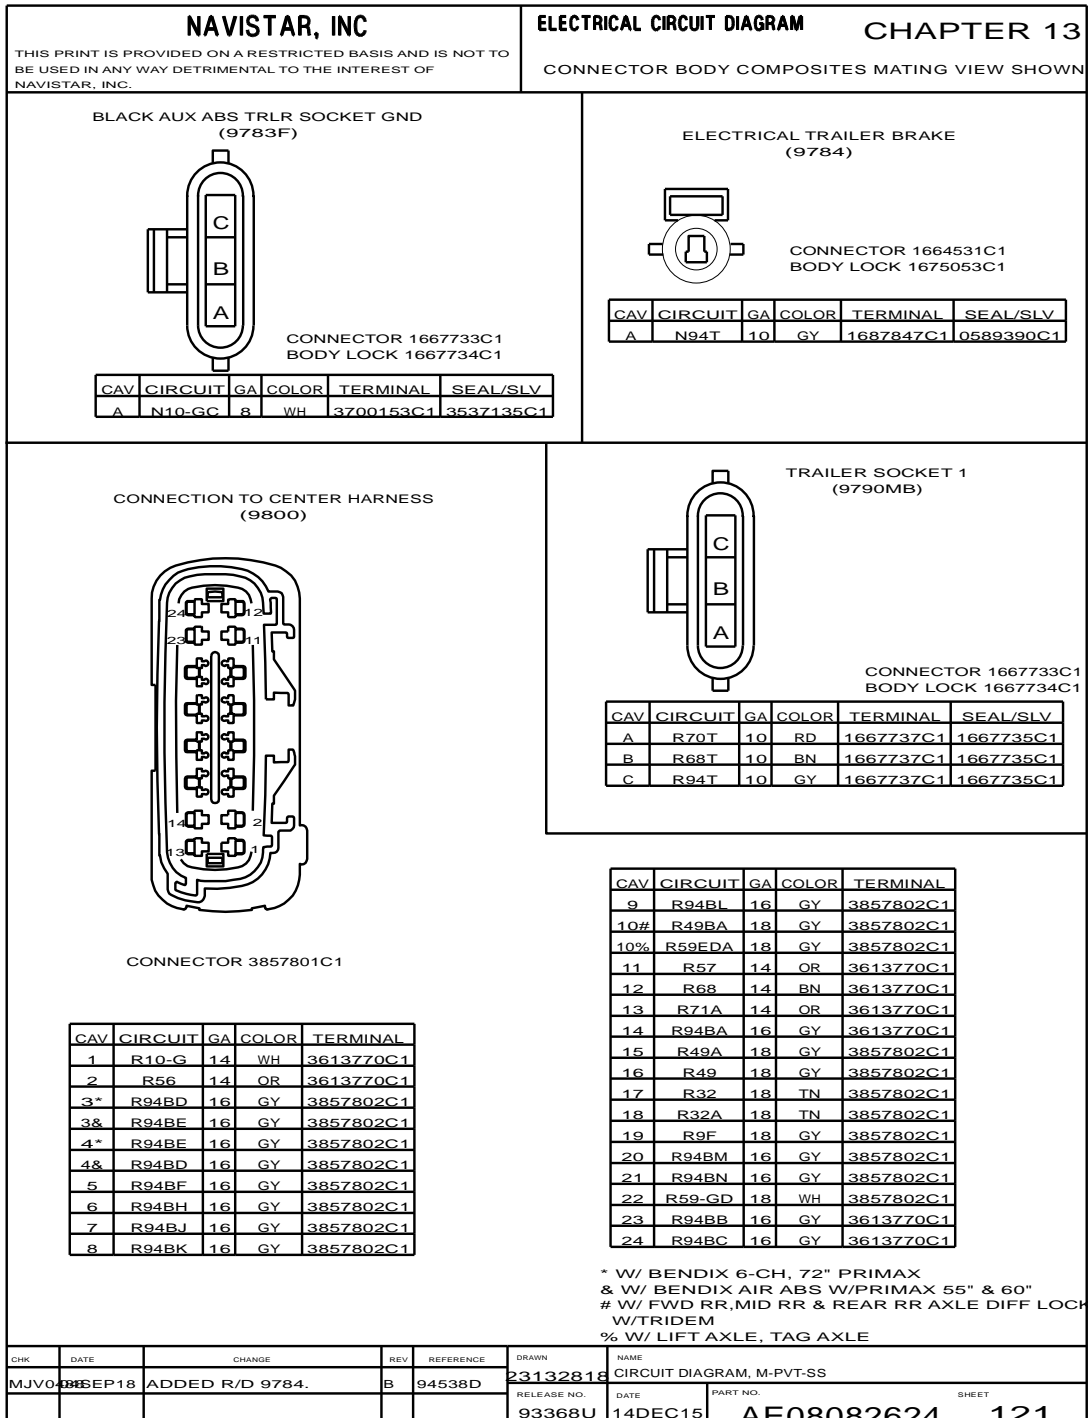 NAVISTAR, INC
THIS PRINT IS PROVIDED ON A RESTRICTED BASIS AND IS NOT TO
BE USED IN ANY WAY DETRIMENTAL TO THE INTEREST OF
NAVISTAR, INC.
ELECTRICAL CIRCUIT DIAGRAM
CHAPTER 13
CONNECTOR BODY COMPOSITES MATING VIEW SHOWN
BLACK AUX ABS TRLR SOCKET GND
(9783F)
C
B
A
CONNECTOR 1667733C1
BODY LOCK 1667734C1
CAV CIRCUIT GA COLOR TERMINAL SEAL/SLV
A N10-GC 8 WH 3700153C1 3537135C1
ELECTRICAL TRAILER BRAKE
(9784)
CONNECTOR 1664531C1
BODY LOCK 1675053C1
CAV CIRCUIT GA COLOR TERMINAL SEAL/SLV
A N94T 10 GY 1687847C1 0589390C1
CONNECTION TO CENTER HARNESS
(9800)
24 12
23 11
14 2
13 1
CONNECTOR 3857801C1
CAV CIRCUIT GA COLOR TERMINAL
1 R10-G 14 WH 3613770C1
2 R56 14 OR 3613770C1
3* R94BD 16 GY 3857802C1
3& R94BE 16 GY 3857802C1
4* R94BE 16 GY 3857802C1
4& R94BD 16 GY 3857802C1
5 R94BF 16 GY 3857802C1
6 R94BH 16 GY 3857802C1
7 R94BJ 16 GY 3857802C1
8 R94BK 16 GY 3857802C1
TRAILER SOCKET 1
(9790MB)
C
B
A
CONNECTOR 1667733C1
BODY LOCK 1667734C1
CAV CIRCUIT GA COLOR TERMINAL SEAL/SLV
A R70T 10 RD 1667737C1 1667735C1
B R68T 10 BN 1667737C1 1667735C1
C R94T 10 GY 1667737C1 1667735C1
CAV CIRCUIT GA COLOR TERMINAL
9 R94BL 16 GY 3857802C1
10# R49BA 18 GY 3857802C1
10% R59EDA 18 GY 3857802C1
11 R57 14 OR 3613770C1
12 R68 14 BN 3613770C1
13 R71A 14 OR 3613770C1
14 R94BA 16 GY 3613770C1
15 R49A 18 GY 3857802C1
16 R49 18 GY 3857802C1
17 R32 18 TN 3857802C1
18 R32A 18 TN 3857802C1
19 R9F 18 GY 3857802C1
20 R94BM 16 GY 3857802C1
21 R94BN 16 GY 3857802C1
22 R59-GD 18 WH 3857802C1
23 R94BB 16 GY 3613770C1
24 R94BC 16 GY 3613770C1
* W/ BENDIX 6-CH, 72" PRIMAX
& W/ BENDIX AIR ABS W/PRIMAX 55" & 60"
# W/ FWD RR,MID RR & REAR RR AXLE DIFF LOCK
W/TRIDEM
% W/ LIFT AXLE, TAG AXLE
CHK DATE CHANGE REV REFERENCE DRAWN NAME
ADDED R/D 9784. B 94538D 23132818 CIRCUIT DIAGRAM, M-PVT-SS
RELEASE NO. DATE PART NO. SHEET
93368U 14DEC15 AE08082624 121